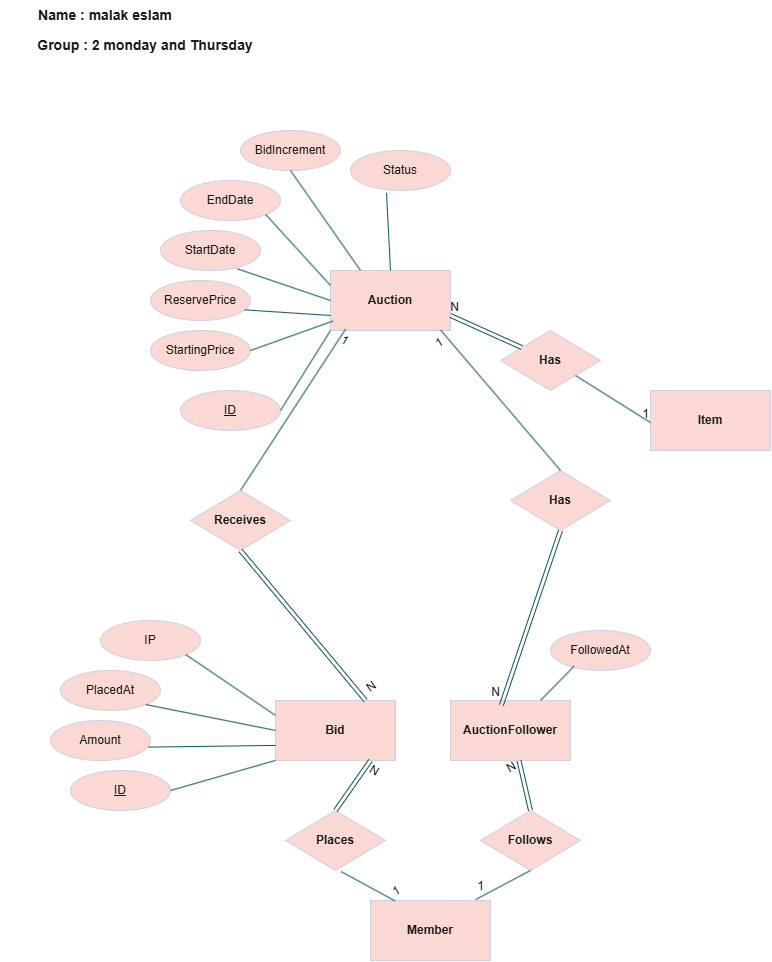 Name : malak eslam
Group : 2 monday and Thursday
BidIncrement
Status
EndDate
StartDate
ReservePrice
StartingPrice
ID
Auction
N
Has
1
Item
1
1
Receives
Has
IP
PlacedAt
Amount
ID
N
Bid
N
FollowedAt
AuctionFollower
N
N
Places
Follows
1
1
Member